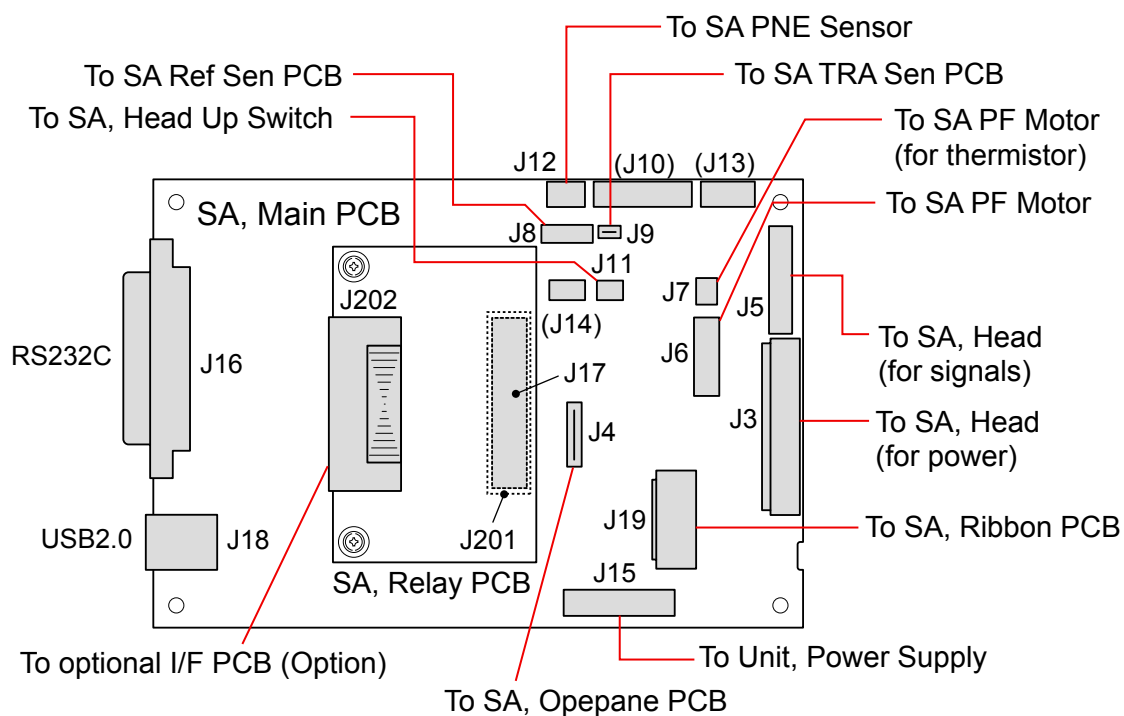 To SA PNE Sensor
To SA Ref Sen PCB
To SA TRA Sen PCB
To SA, Head Up Switch
To SA PF Motor
(for thermistor)
To SA PF Motor
J12
(J10)
(J13)
SA, Main PCB
J8
J9
J11
J202
J7
J5
(J14)
RS232C
J16
J6
To SA, Head
(for signals)
J17
J4
J3
To SA, Head
(for power)
USB2.0
J18
J201
J19
To SA, Ribbon PCB
SA, Relay PCB
J15
To optional I/F PCB (Option)
To Unit, Power Supply
To SA, Opepane PCB